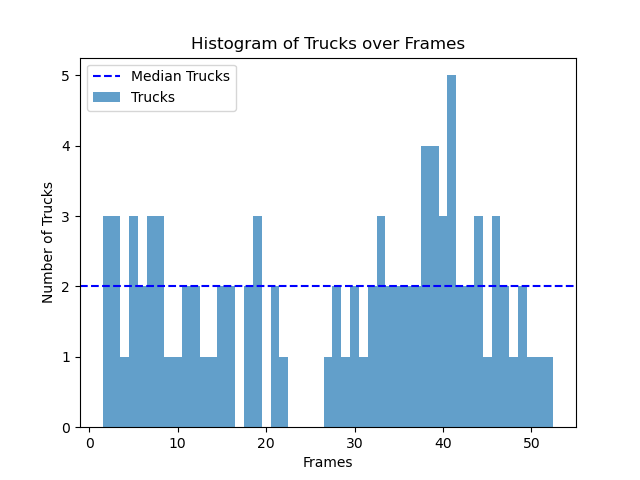 Histogram of Trucks over Frames
Median Trucks
Trucks
Number of Trucks
5
4
3
2
1
0
0 10 20 30 40 50
Frames